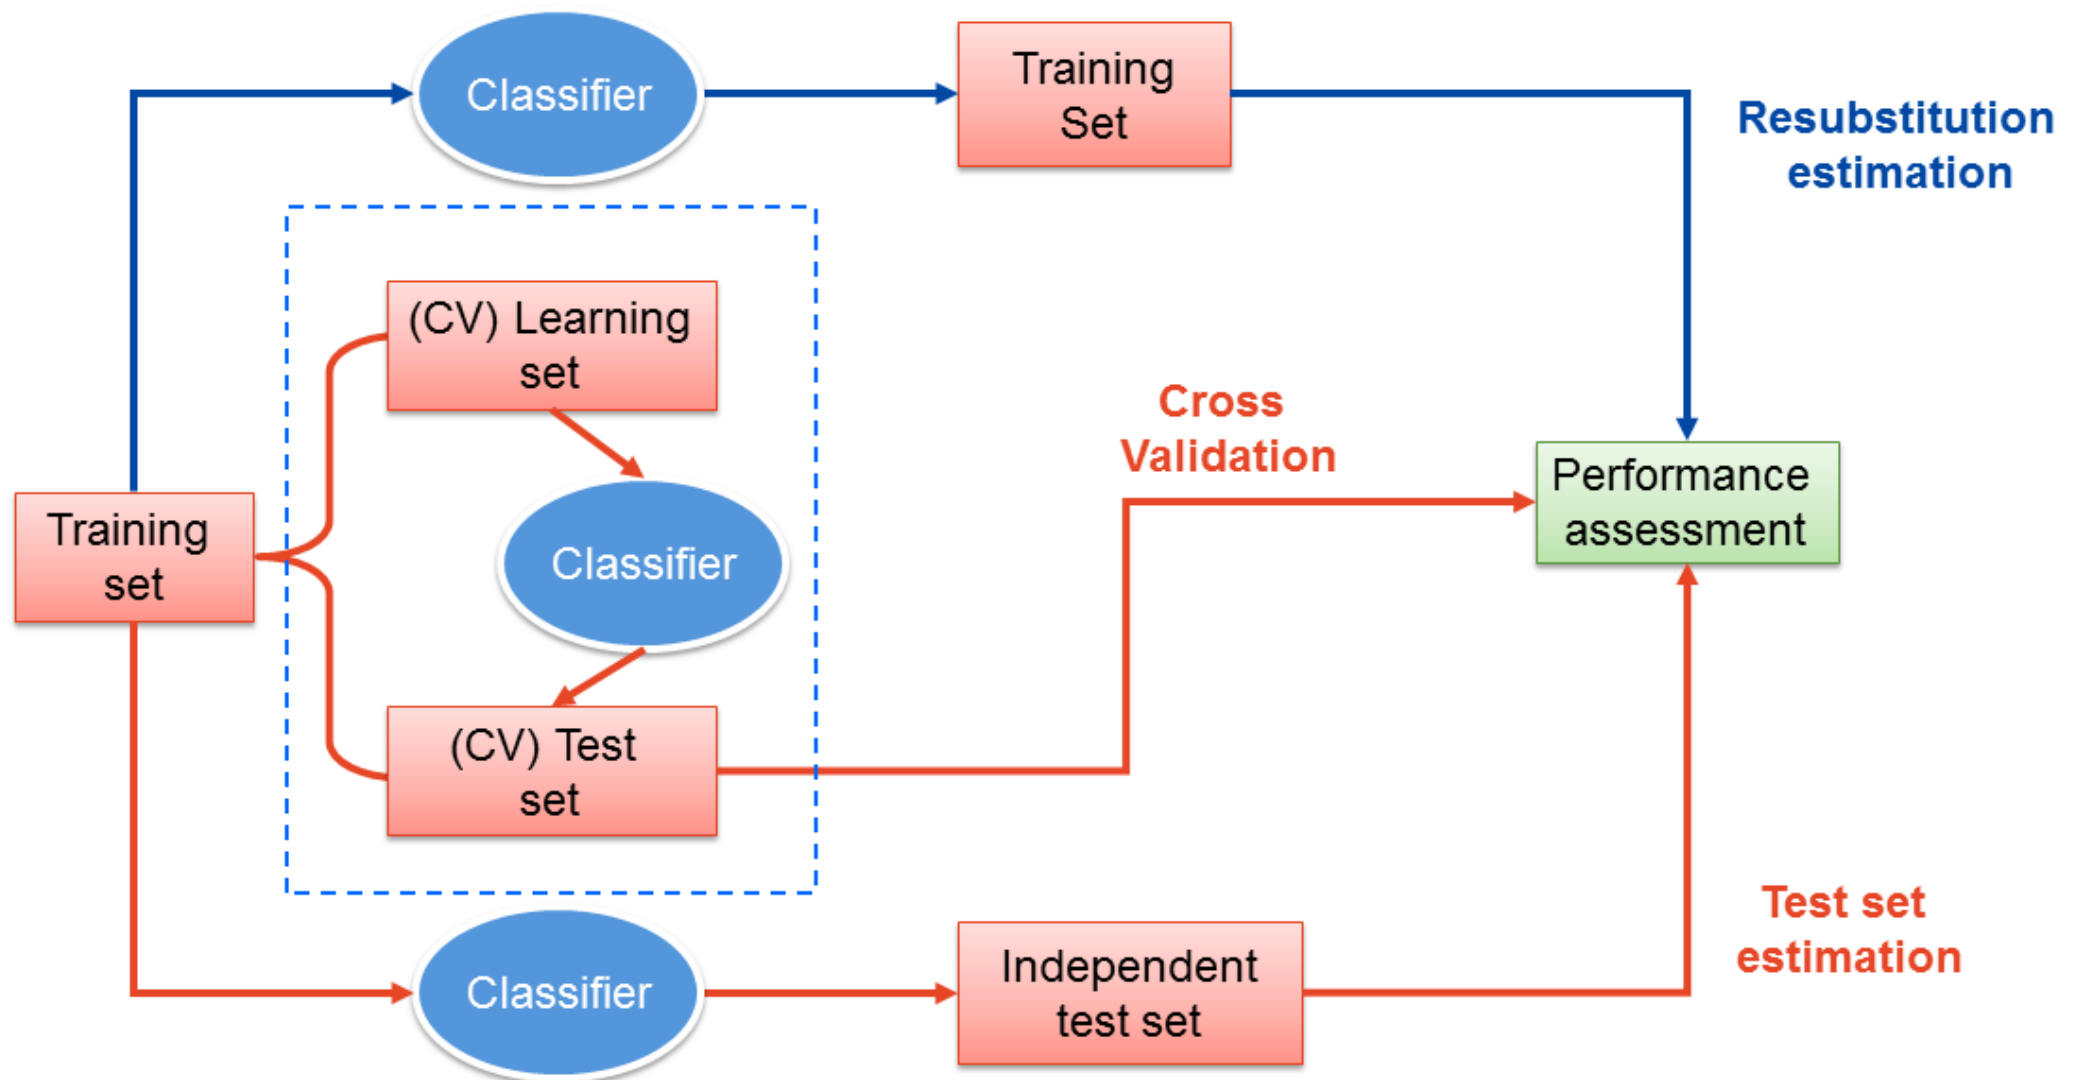 Classifier
Training
Set
Resubstitution
estimation
(CV) Learning
set
Cross
Validation
Training
set
Classifier
Performance
assessment
(CV) Test
set
Test set
estimation
Classifier
Independent
test set